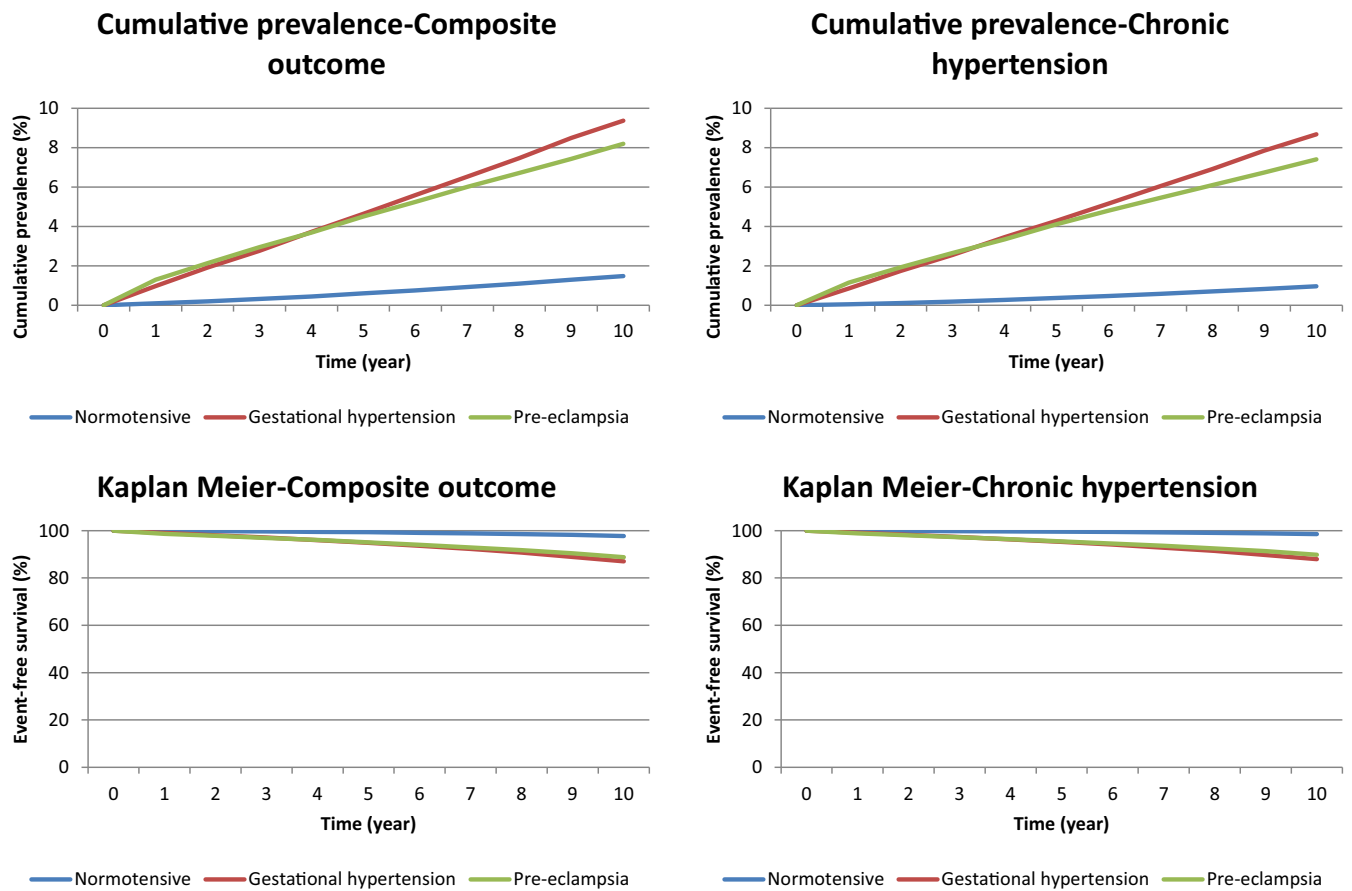 Cumulative prevalence-Composite
outcome
Cumulative prevalence (%)
10
8
6
4
2
0
0 1 2 3 4 5 6 7 8 9 10
Time (year)
Normotensive Gestational hypertension Pre-eclampsia
Cumulative prevalence-Chronic
hypertension
Cumulative prevalence (%)
10
8
6
4
2
0
0 1 2 3 4 5 6 7 8 9 10
Time (year)
Normotensive Gestational hypertension Pre-eclampsia
Kaplan Meier-Composite outcome
Event-free survival (%)
100
80
60
40
20
0
0 1 2 3 4 5 6 7 8 9 10
Time (year)
Normotensive Gestational hypertension Pre-eclampsia
Kaplan Meier-Chronic hypertension
Event-free survival (%)
100
80
60
40
20
0
0 1 2 3 4 5 6 7 8 9 10
Time (year)
Normotensive Gestational hypertension Pre-eclampsia